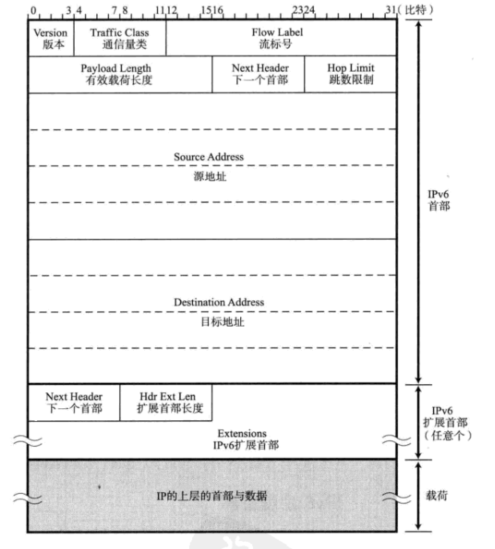 0 3 4 7 8 11 12 15 16 23 24 31 (比特)
Version Traffic Class Flow Label
版本 通信量类 流标号
Payload Length Next Header Hop Limit
有效载荷长度 下一个首部 跳数限制
Source Address
源地址
IPv6
首部
Destination Address
目标地址
Next Header Hdr Ext Len
下一个首部 扩展首部长度
IPv6
扩展首部
(任意个)
Extensions
IPv6扩展首部
IP的上层的首部与数据
载荷